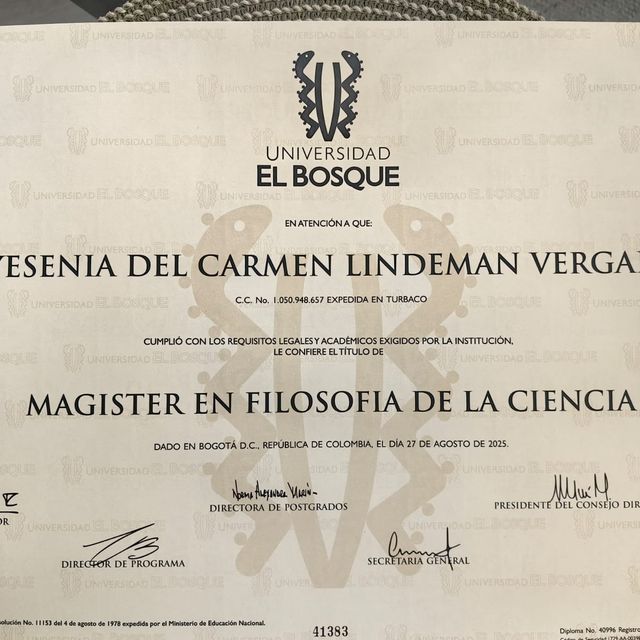 UNIVERSIDAD
EL BOSQUE
EN ATENCIÓN A QUE:
YESENIA DEL CARMEN LINDEMAN VERGA
C.C. No. 1.050.948.657 EXPEDIDA EN TURBACO
CUMPLIÓ CON LOS REQUISITOS LEGALES Y ACADÉMICOS EXIGIDOS POR LA INSTITUCIÓN,
LE CONFIERE EL TÍTULO DE
MAGISTER EN FILOSOFIA DE LA CIENCIA
DADO EN BOGOTÁ D.C., REPÚBLICA DE COLOMBIA, EL DÍA 27 DE AGOSTO DE 2025.
DIRECTORA DE POSTGRADOS
PRESIDENTE DEL CONSEJO DIR
DIRECTOR DE PROGRAMA
SECRETARIA GENERAL
esolución No. 11153 del 4 de agosto de 1978 expedida por el Ministerio de Educación Nacional.
41383
Diploma No. 40996 Registro